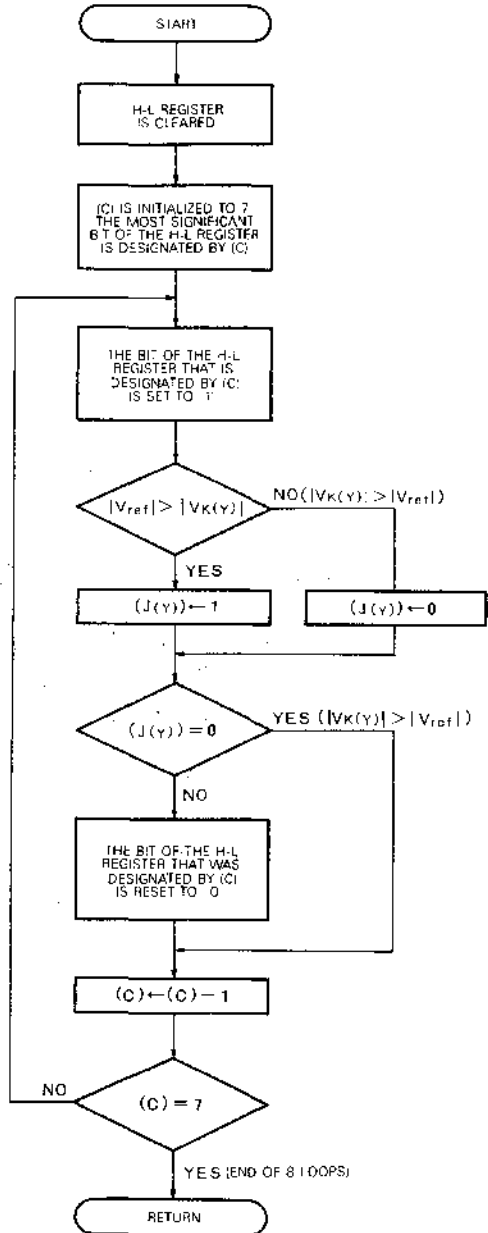 START
H-L REGISTER
IS CLEARED
(C) IS INITIALIZED TO 7
THE MOST SIGNIFICANT
BIT OF THE H-L REGISTER
IS DESIGNATED BY (C)
THE BIT OF THE H-L
REGISTER THAT IS
DESIGNATED BY (C)
IS SET TO 1
|Vref| > |VK(Y)|
NO (|VK(Y)| > |Vref|)
YES
(J(Y)) ← 1
(J(Y)) ← 0
(J(Y)) = 0
YES (|VK(Y)| > |Vref|)
NO
THE BIT OF THE H-L
REGISTER THAT WAS
DESIGNATED BY (C)
IS RESET TO 0
(C) ← (C) − 1
NO
(C) = 7
YES (END OF 8 LOOPS)
RETURN